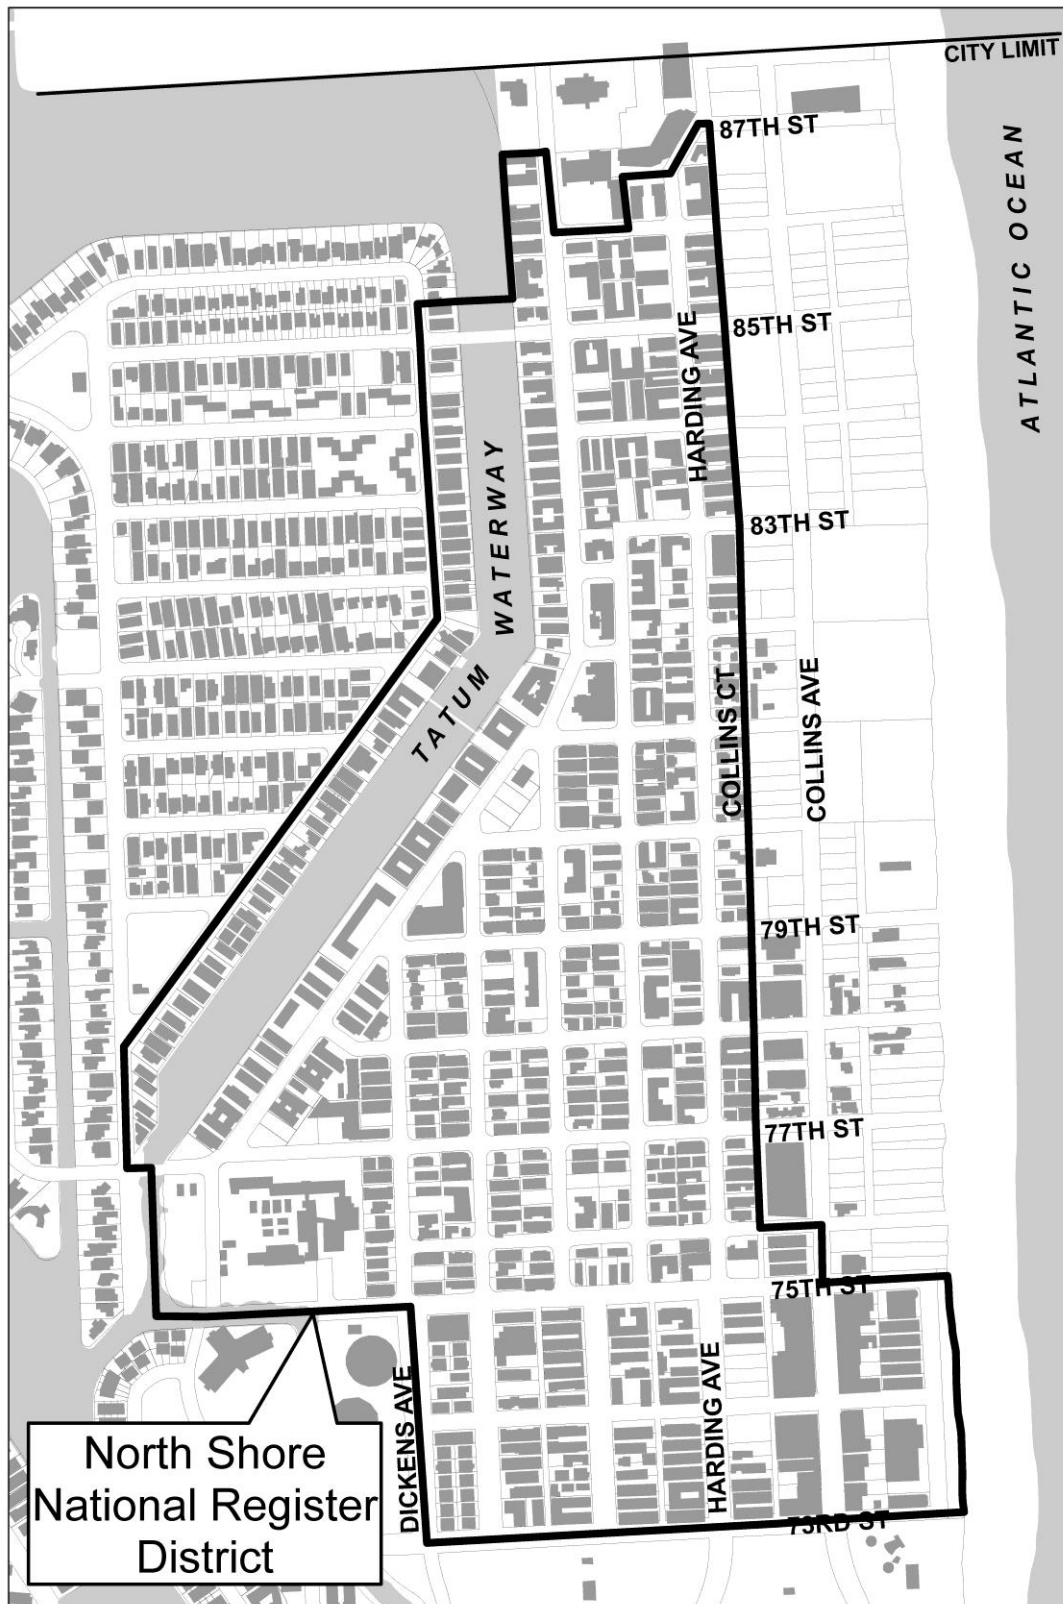 CITY LIMIT
87TH ST
ATLANTIC OCEAN
85TH ST
HARDING AVE
83TH ST
TATUM WATERWAY
COLLINS CT
COLLINS AVE
79TH ST
77TH ST
75TH ST
HARDING AVE
DICKENS AVE
North Shore
National Register
District
73RD ST